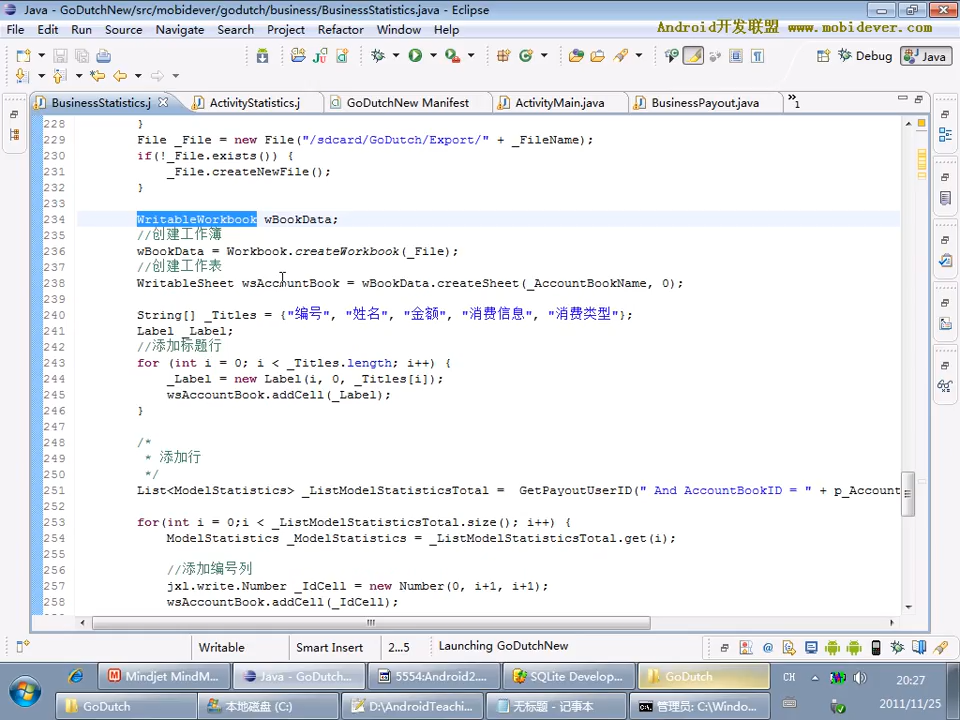 Java - GoDutchNew/src/mobidever/godutch/business/BusinessStatistics.java - Eclipse
File Edit Run Source Navigate Search Project Refactor Window Help
Android开发联盟 www.mobidever.com
Debug Java
BusinessStatistics.j ActivityStatistics.j GoDutchNew Manifest ActivityMain.java BusinessPayout.java »1
228 }
229 File _File = new File("/sdcard/GoDutch/Export/" + _FileName);
230 if(!_File.exists()) {
231 _File.createNewFile();
232 }
233
234 WritableWorkbook wBookData;
235 //创建工作簿
236 wBookData = Workbook.createWorkbook(_File);
237 //创建工作表
238 WritableSheet wsAccountBook = wBookData.createSheet(_AccountBookName, 0);
239
240 String[] _Titles = {"编号", "姓名", "金额", "消费信息", "消费类型"};
241 Label _Label;
242 //添加标题行
243 for (int i = 0; i < _Titles.length; i++) {
244 _Label = new Label(i, 0, _Titles[i]);
245 wsAccountBook.addCell(_Label);
246 }
247
248 /*
249 * 添加行
250 */
251 List<ModelStatistics> _ListModelStatisticsTotal = GetPayoutUserID(" And AccountBookID = " + p_Account
252
253 for(int i = 0;i < _ListModelStatisticsTotal.size(); i++) {
254 ModelStatistics _ModelStatistics = _ListModelStatisticsTotal.get(i);
255
256 //添加编号列
257 jxl.write.Number _IdCell = new Number(0, i+1, i+1);
258 wsAccountBook.addCell(_IdCell);
Writable Smart Insert 2...5 Launching GoDutchNew
Mindjet MindM... Java - GoDutch... 5554:Android2.... SQLite Develop... GoDutch CH 20:27
GoDutch 本地磁盘 (C:) D:\AndroidTeachi... 无标题 - 记事本 管理员: C:\Windo... 2011/11/25